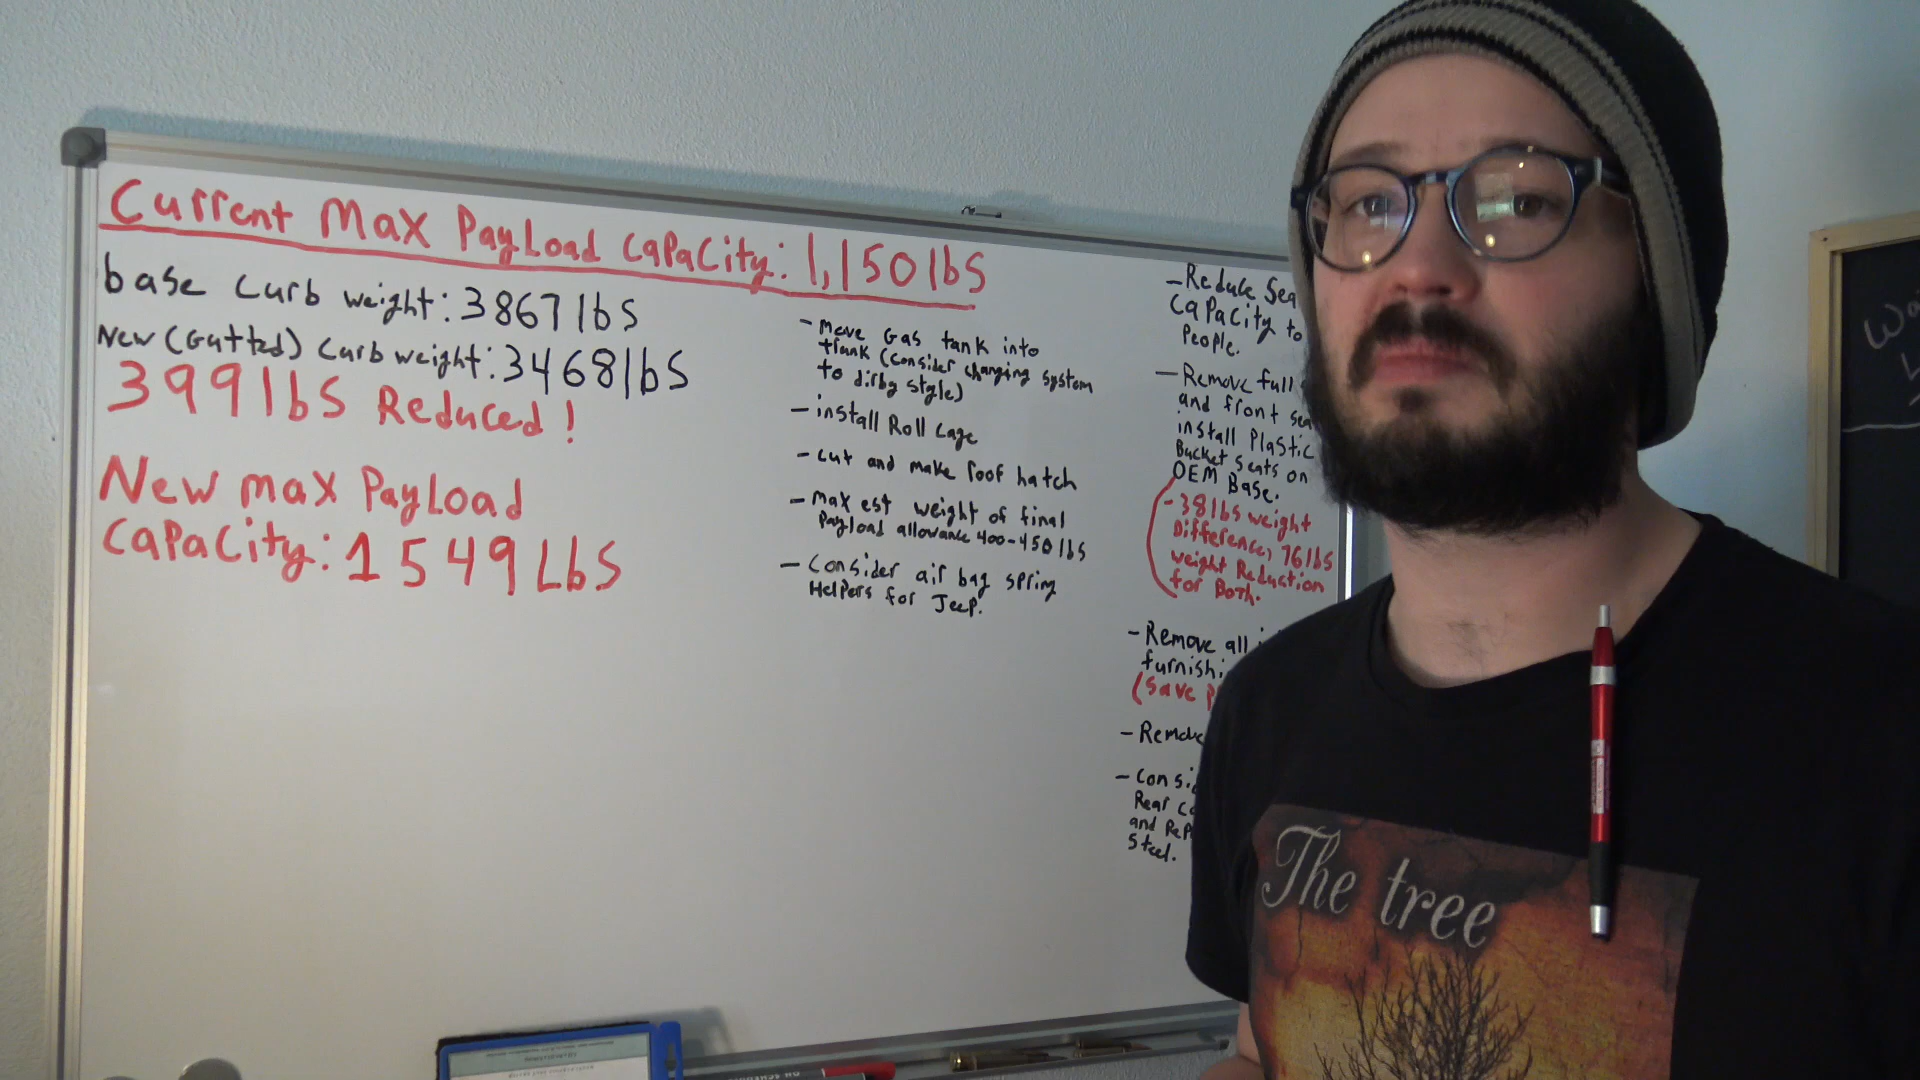 Current Max Payload Capacity: 1,150lbs
base curb weight: 3867lbs
New (Gutted) curb weight: 3468lbs
399lbs Reduced!
New max Payload
Capacity: 1549Lbs
- Move Gas tank into
trunk (consider changing system
to dirby style)
- install Roll cage
- cut and make roof hatch
- Max est weight of final
Payload allowance 400-450lbs
- Consider air bag spring
Helpers for Jeep.
- Reduce
Capacity to
People.
- Remove full
and front
install Plastic
Bucket seats on
OEM Base.
- 38lbs weight
Difference, 76lbs
weight Reduction
for Both.
- Remove all
(Save
-
Rear
and
Steel.
The tree